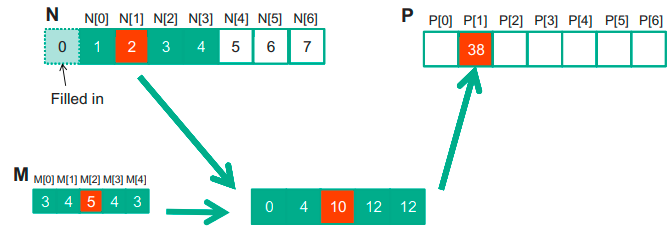 N N[0] N[1] N[2] N[3] N[4] N[5] N[6]
0 1 2 3 4 5 6 7
Filled in
P P[0] P[1] P[2] P[3] P[4] P[5] P[6]
38
M M[0] M[1] M[2] M[3] M[4]
3 4 5 4 3
0 4 10 12 12